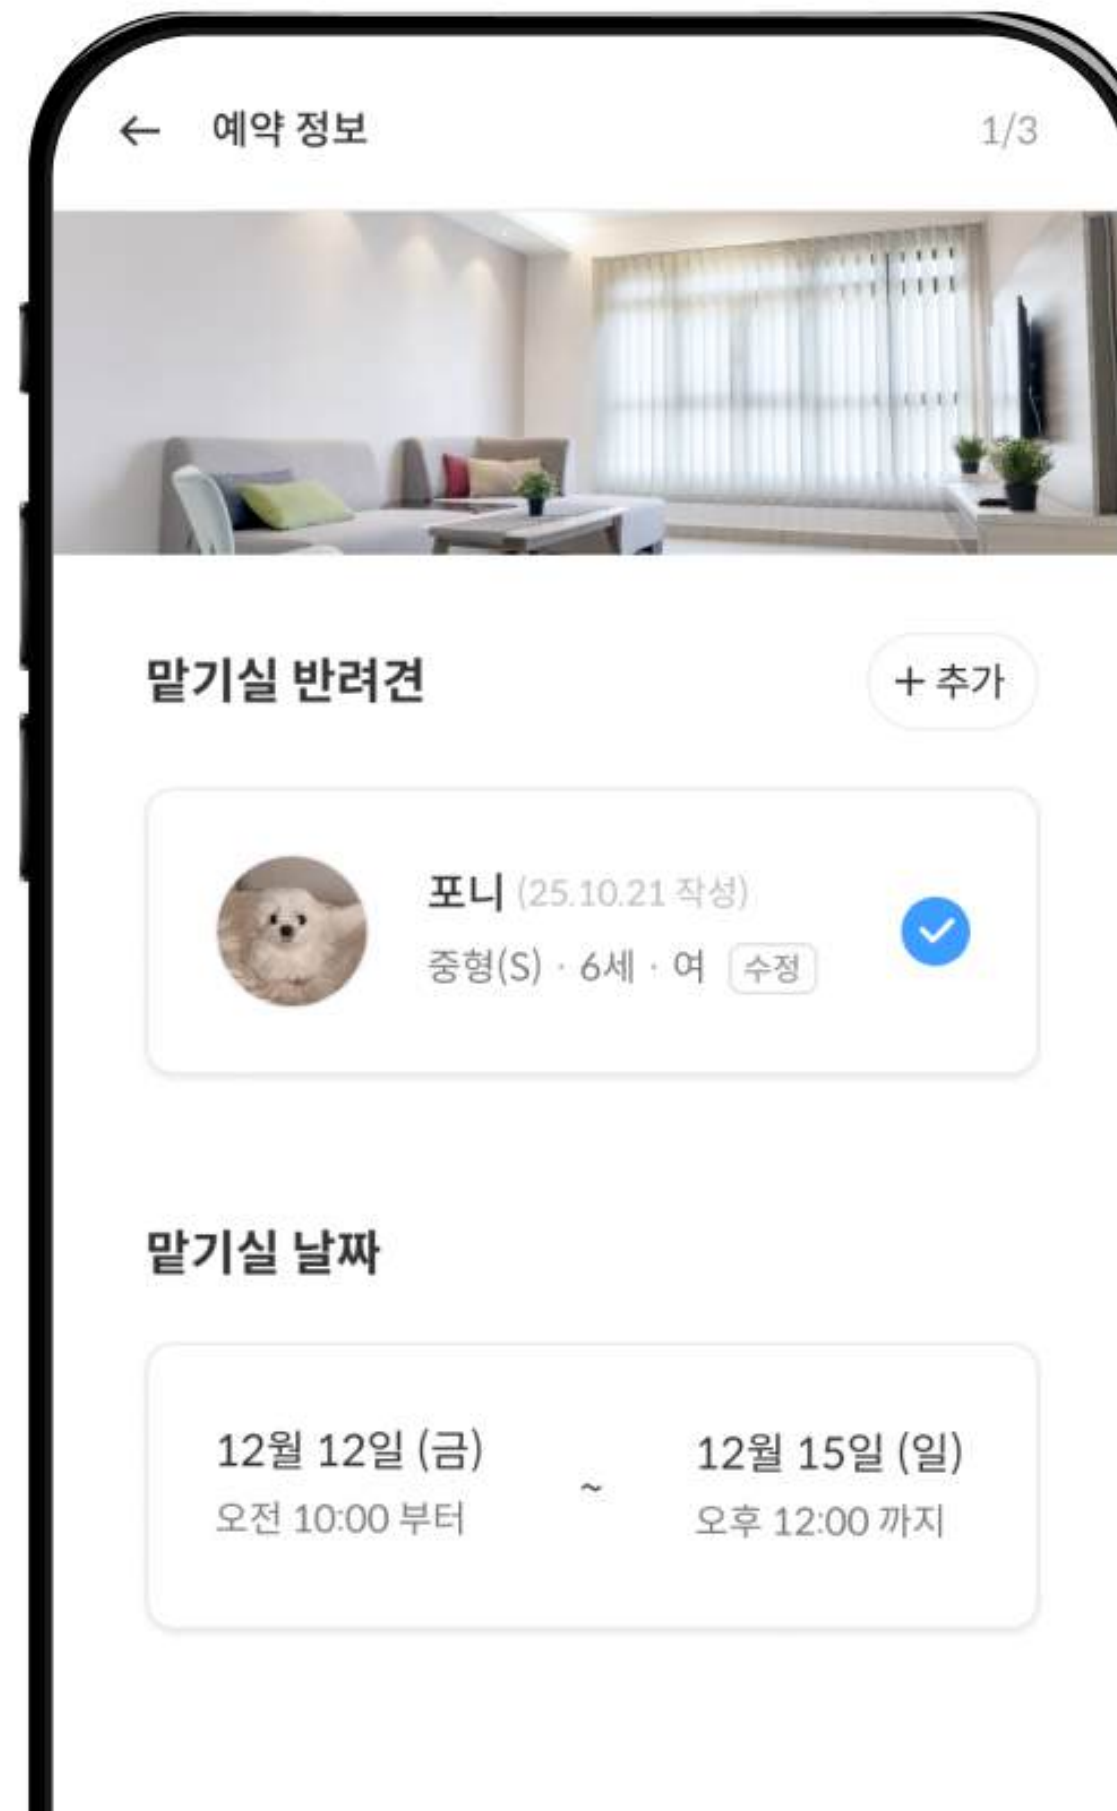 ← 예약 정보 1/3
맡기실 반려견 + 추가
포니 (25.10.21 작성)
중형(S) · 6세 · 여 수정
맡기실 날짜
12월 12일 (금) ~ 12월 15일 (일)
오전 10:00 부터 오후 12:00 까지